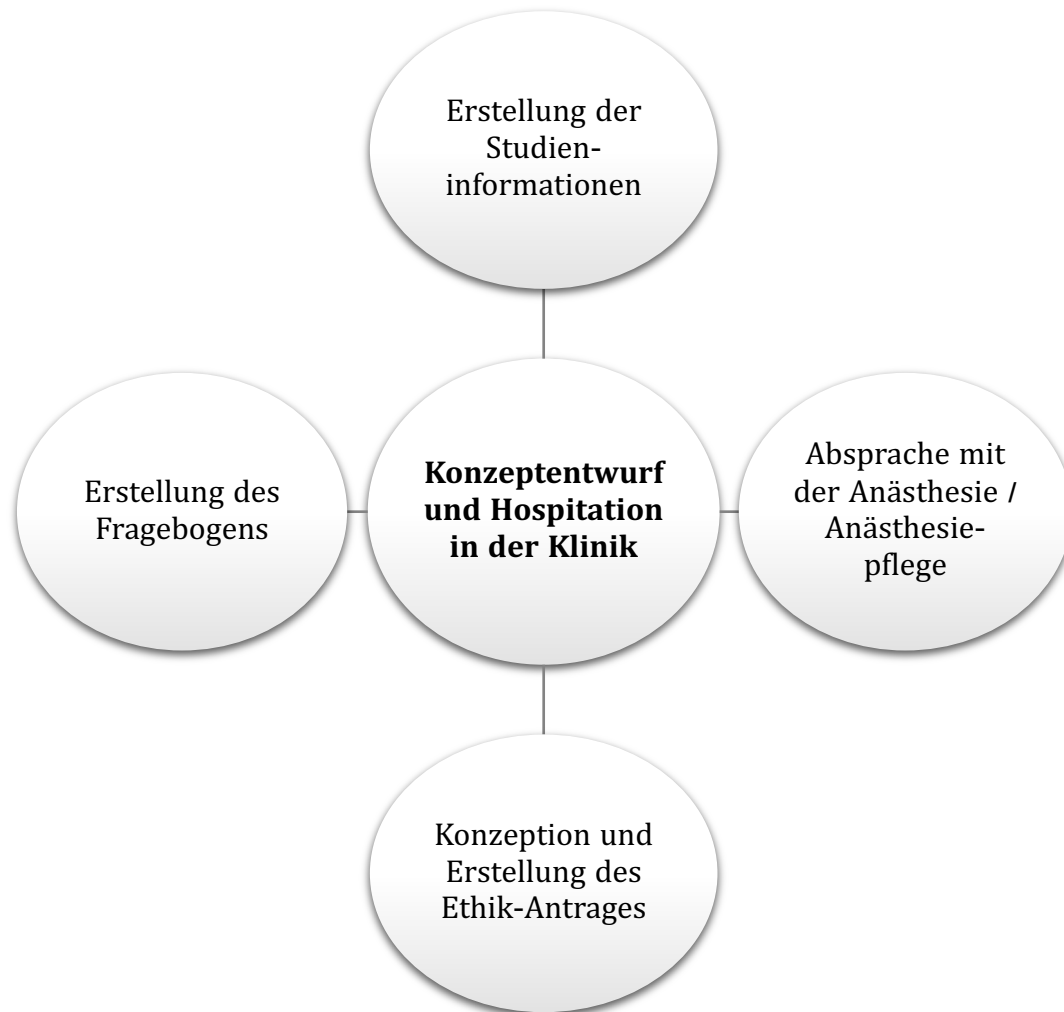 Erstellung der
Studien-
informationen
Erstellung des
Fragebogens
Konzeptentwurf
und Hospitation
in der Klinik
Absprache mit
der Anästhesie /
Anästhesie-
pflege
Konzeption und
Erstellung des
Ethik-Antrages